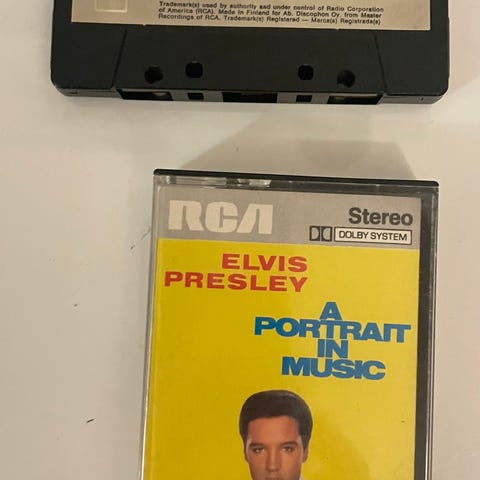 Trademark(s) used by authority and under control of Radio Corporation
of America (RCA). Made in Finland for Ab. Discophon Oy. from Master
Recordings of RCA. Trademark(s) Registered — Marca(s) Registrada(s)
RCA
Stereo
DOLBY SYSTEM
ELVIS
PRESLEY
A
PORTRAIT
IN
MUSIC